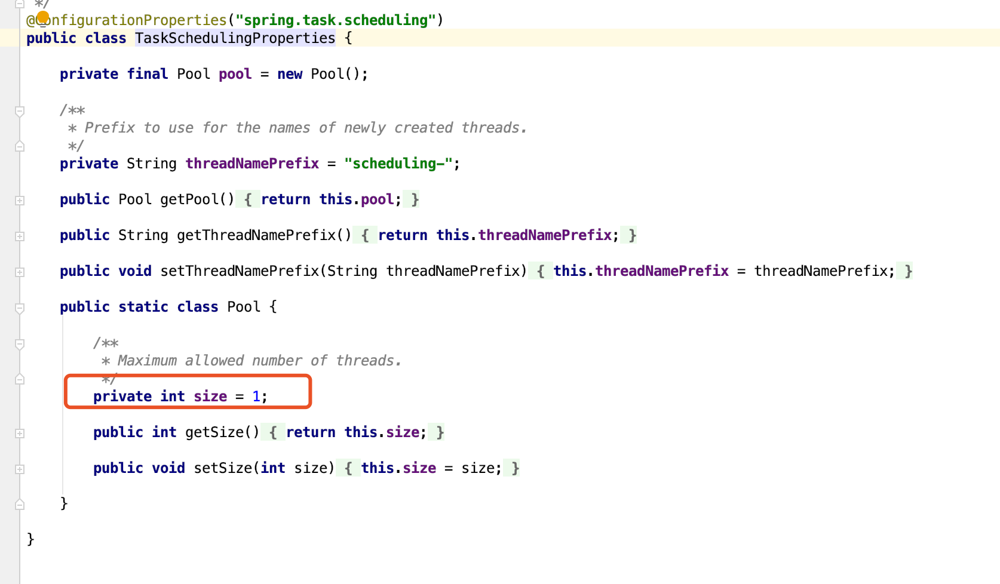 */
@ConfigurationProperties("spring.task.scheduling")
public class TaskSchedulingProperties {
private final Pool pool = new Pool();
/**
* Prefix to use for the names of newly created threads.
*/
private String threadNamePrefix = "scheduling-";
public Pool getPool() { return this.pool; }
public String getThreadNamePrefix() { return this.threadNamePrefix; }
public void setThreadNamePrefix(String threadNamePrefix) { this.threadNamePrefix = threadNamePrefix; }
public static class Pool {
/**
* Maximum allowed number of threads.
*/
private int size = 1;
public int getSize() { return this.size; }
public void setSize(int size) { this.size = size; }
}
}